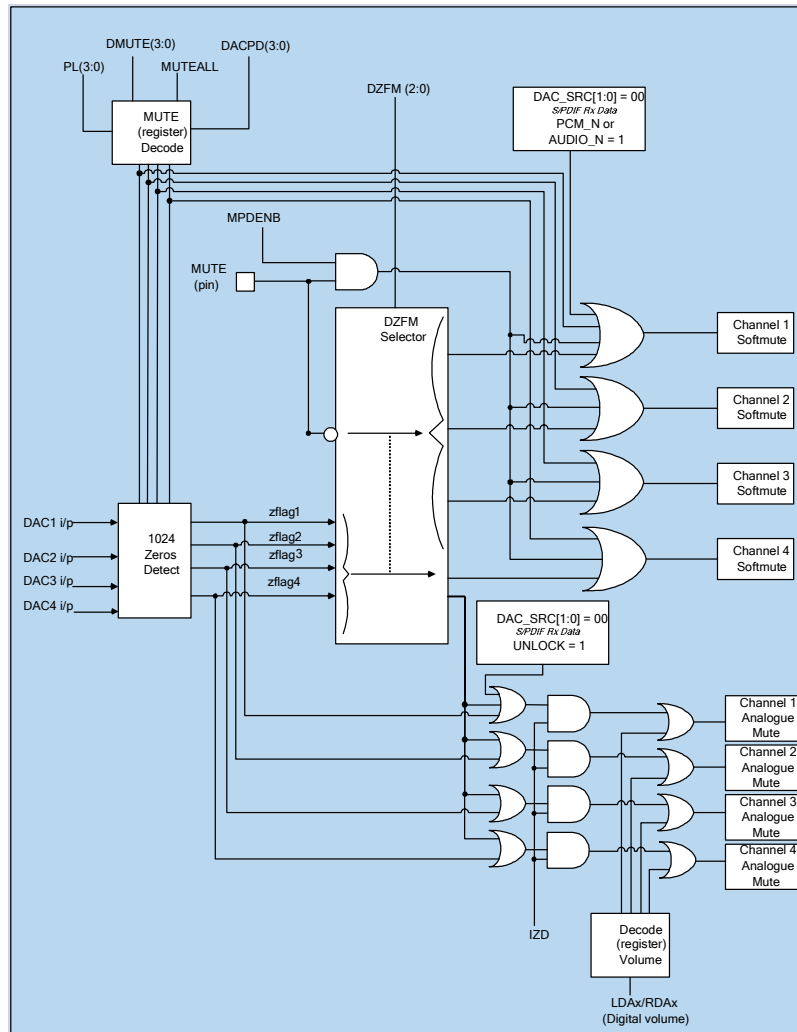 DMUTE(3:0)
DACPD(3:0)
PL(3:0)
MUTEALL
DZFM (2:0)
MUTE
(register)
Decode
DAC_SRC[1:0] = 00
S/PDIF Rx Data
PCM_N or
AUDIO_N = 1
MPDENB
MUTE
(pin)
DZFM
Selector
Channel 1
Softmute
Channel 2
Softmute
Channel 3
Softmute
Channel 4
Softmute
DAC1 i/p
DAC2 i/p
DAC3 i/p
DAC4 i/p
1024
Zeros
Detect
zflag1
zflag2
zflag3
zflag4
DAC_SRC[1:0] = 00
S/PDIF Rx Data
UNLOCK = 1
Channel 1
Analogue
Mute
Channel 2
Analogue
Mute
Channel 3
Analogue
Mute
Channel 4
Analogue
Mute
IZD
Decode
(register)
Volume
LDAx/RDAx
(Digital volume)